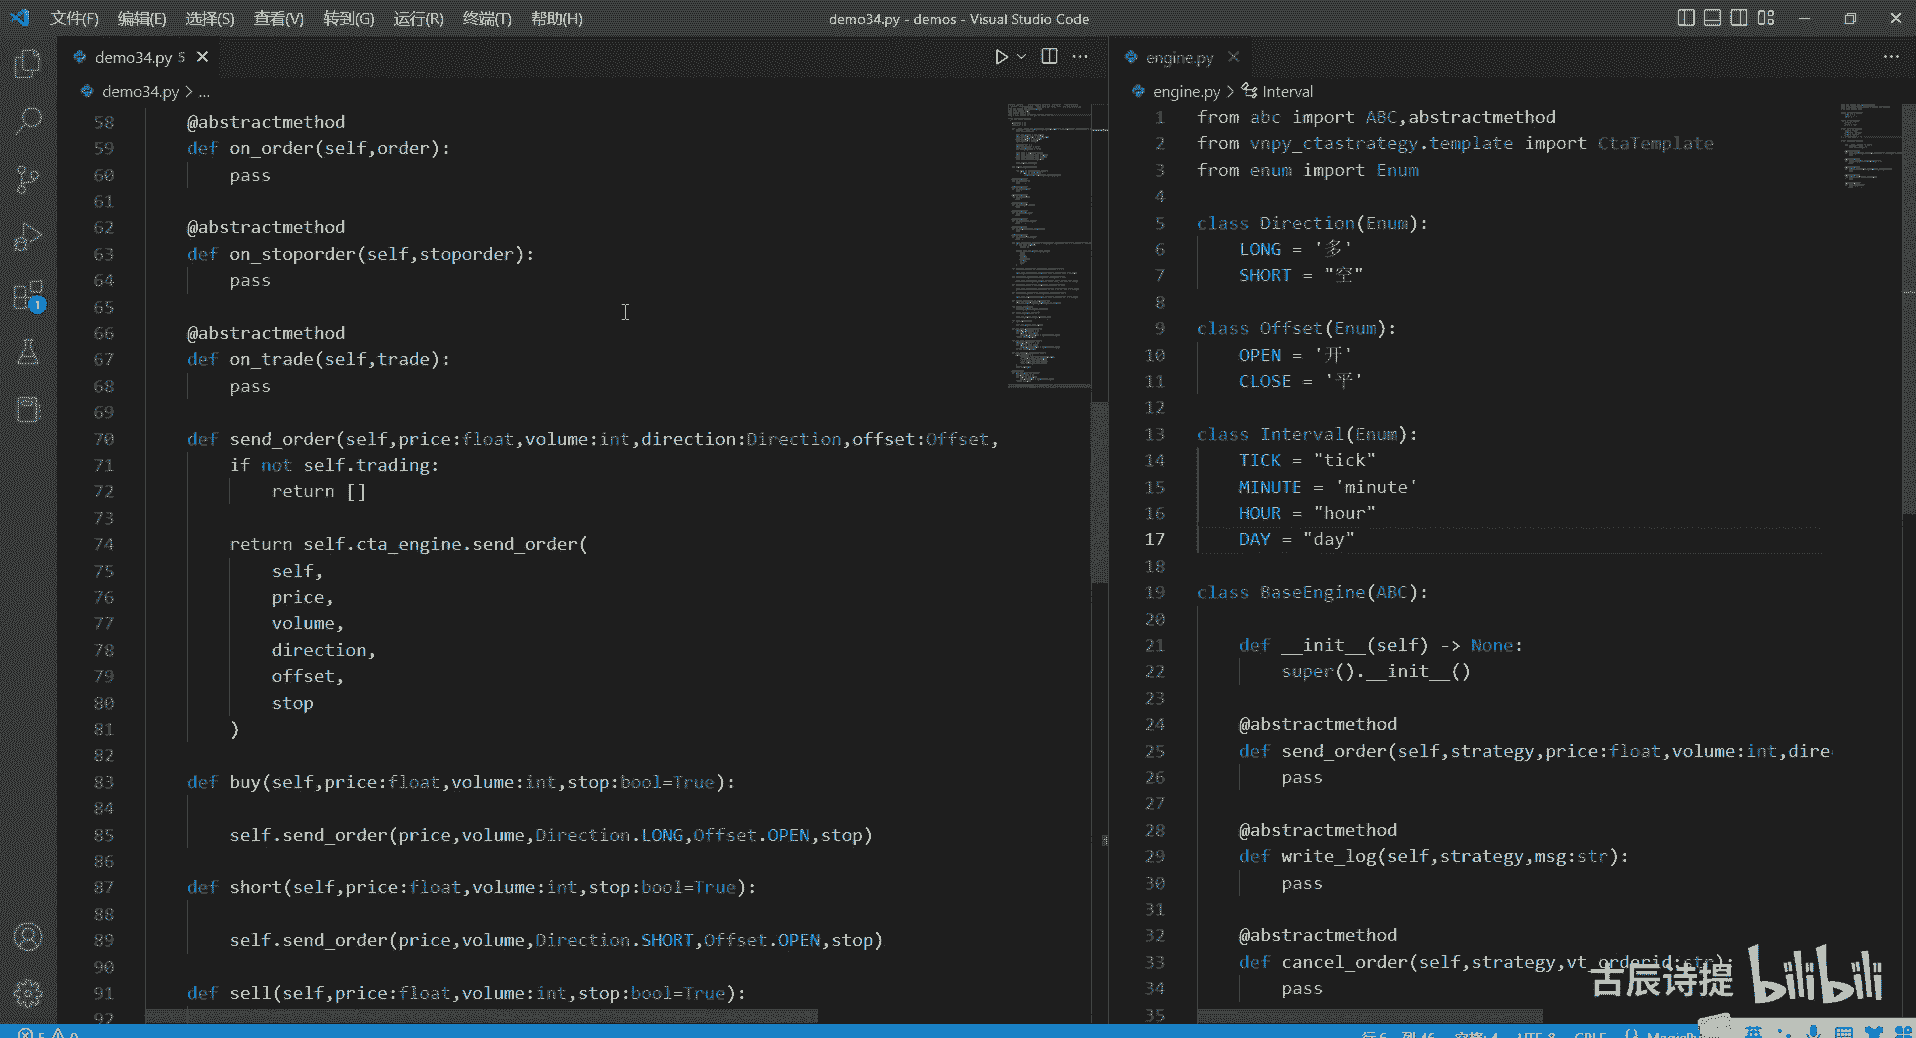 文件(F) 编辑(E) 选择(S) 查看(V) 转到(G) 运行(R) 终端(T) 帮助(H)
demo34.py - demos - Visual Studio Code
demo34.py 5
demo34.py > ...
58 @abstractmethod
59 def on_order(self,order):
60 pass
61
62 @abstractmethod
63 def on_stoporder(self,stoporder):
64 pass
65
66 @abstractmethod
67 def on_trade(self,trade):
68 pass
69
70 def send_order(self,price:float,volume:int,direction:Direction,offset:Offset,
71 if not self.trading:
72 return []
73
74 return self.cta_engine.send_order(
75 self,
76 price,
77 volume,
78 direction,
79 offset,
80 stop
81 )
82
83 def buy(self,price:float,volume:int,stop:bool=True):
84
85 self.send_order(price,volume,Direction.LONG,Offset.OPEN,stop)
86
87 def short(self,price:float,volume:int,stop:bool=True):
88
89 self.send_order(price,volume,Direction.SHORT,Offset.OPEN,stop)
90
91 def sell(self,price:float,volume:int,stop:bool=True):
92
engine.py
engine.py > Interval
1 from abc import ABC,abstractmethod
2 from vnpy_ctastrategy.template import CtaTemplate
3 from enum import Enum
4
5 class Direction(Enum):
6 LONG = '多'
7 SHORT = "空"
8
9 class Offset(Enum):
10 OPEN = '开'
11 CLOSE = '平'
12
13 class Interval(Enum):
14 TICK = "tick"
15 MINUTE = 'minute'
16 HOUR = "hour"
17 DAY = "day"
18
19 class BaseEngine(ABC):
20
21 def __init__(self) -> None:
22 super().__init__()
23
24 @abstractmethod
25 def send_order(self,strategy,price:float,volume:int,dire
26 pass
27
28 @abstractmethod
29 def write_log(self,strategy,msg:str):
30 pass
31
32 @abstractmethod
33 def cancel_order(self,strategy,vt_orderid:str):
34 pass
35
1
古辰诗提 bilibili
英